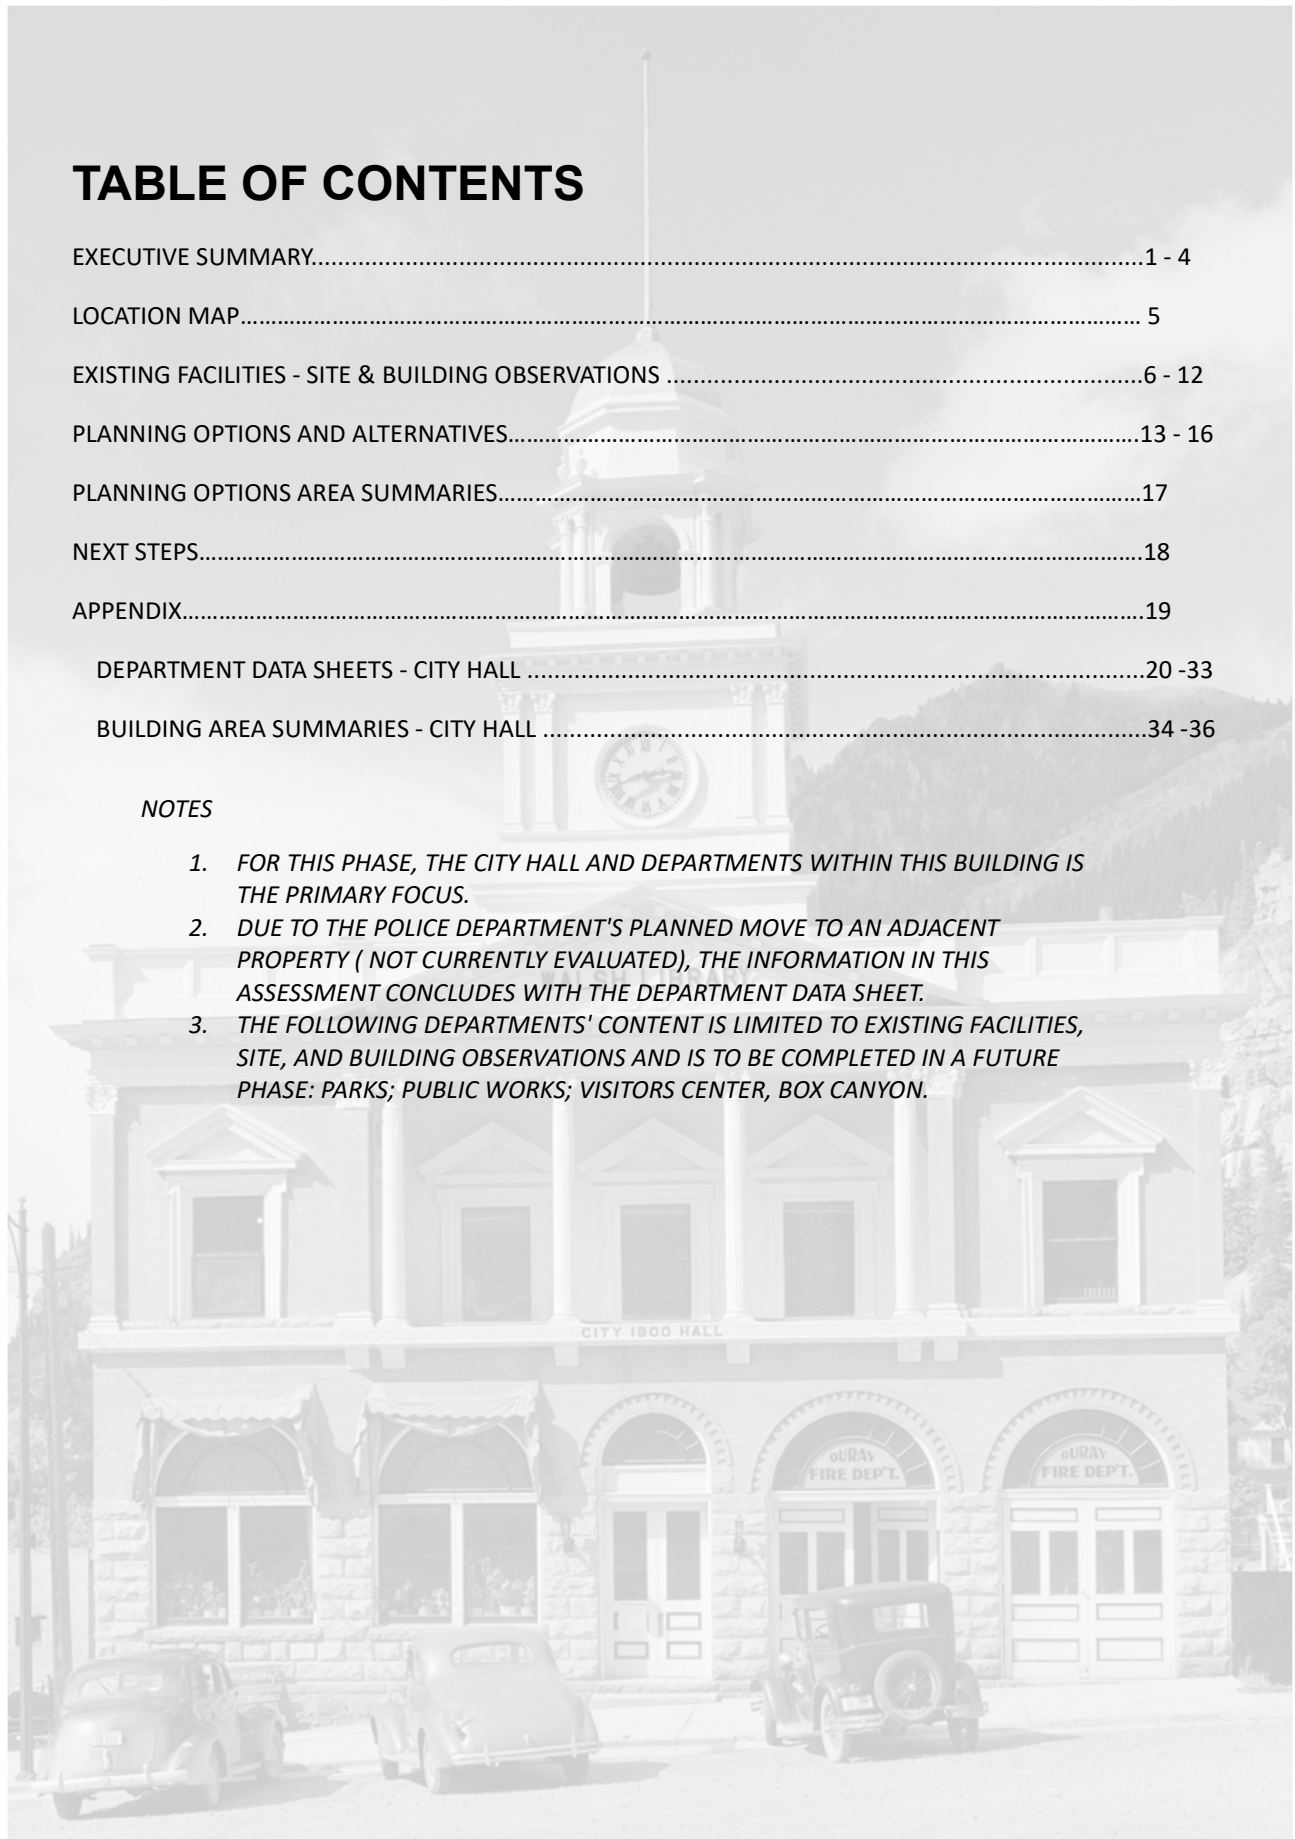 TABLE OF CONTENTS
EXECUTIVE SUMMARY..........................................................................................................................1 - 4
LOCATION MAP.................................................................................................................................... 5
EXISTING FACILITIES - SITE & BUILDING OBSERVATIONS ......................................................................6 - 12
PLANNING OPTIONS AND ALTERNATIVES.............................................................................................13 - 16
PLANNING OPTIONS AREA SUMMARIES...............................................................................................17
NEXT STEPS..........................................................................................................................................18
APPENDIX.............................................................................................................................................19
DEPARTMENT DATA SHEETS - CITY HALL ...........................................................................................20 -33
BUILDING AREA SUMMARIES - CITY HALL .........................................................................................34 -36
NOTES
1. FOR THIS PHASE, THE CITY HALL AND DEPARTMENTS WITHIN THIS BUILDING IS
THE PRIMARY FOCUS.
2. DUE TO THE POLICE DEPARTMENT'S PLANNED MOVE TO AN ADJACENT
PROPERTY ( NOT CURRENTLY EVALUATED), THE INFORMATION IN THIS
ASSESSMENT CONCLUDES WITH THE DEPARTMENT DATA SHEET.
3. THE FOLLOWING DEPARTMENTS' CONTENT IS LIMITED TO EXISTING FACILITIES,
SITE, AND BUILDING OBSERVATIONS AND IS TO BE COMPLETED IN A FUTURE
PHASE: PARKS; PUBLIC WORKS; VISITORS CENTER, BOX CANYON.
WALSH LIBRARY
CITY 1900 HALL
OURAY
FIRE DEP'T.
OURAY
FIRE DEP'T.